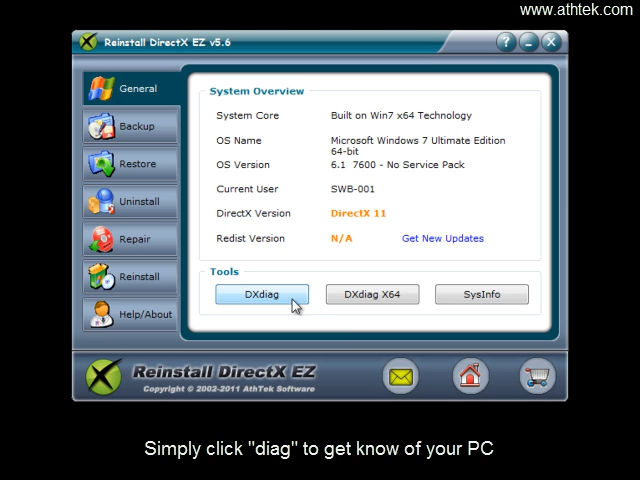 www.athtek.com
Reinstall DirectX EZ v5.6
?
General
Backup
Restore
Uninstall
Repair
Reinstall
Help/About
System Overview
System Core Built on Win7 x64 Technology
OS Name Microsoft Windows 7 Ultimate Edition
64-bit
OS Version 6.1 7600 - No Service Pack
Current User SWB-001
DirectX Version DirectX 11
Redist Version N/A Get New Updates
Tools
DXdiag DXdiag X64 SysInfo
Reinstall DirectX EZ
Copyright © 2002-2011 AthTek Software
Simply click "diag" to get know of your PC